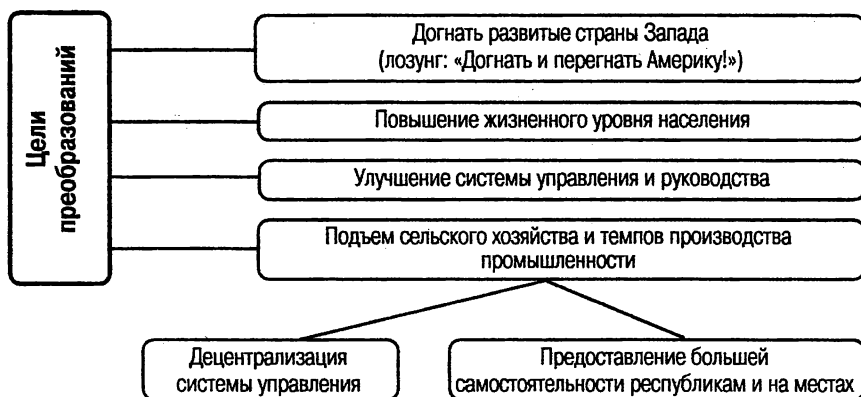 Цели
преобразований
Догнать развитые страны Запада
(лозунг: «Догнать и перегнать Америку!»)
Повышение жизненного уровня населения
Улучшение системы управления и руководства
Подъем сельского хозяйства и темпов производства
промышленности
Децентрализация
системы управления
Предоставление большей
самостоятельности республикам и на местах